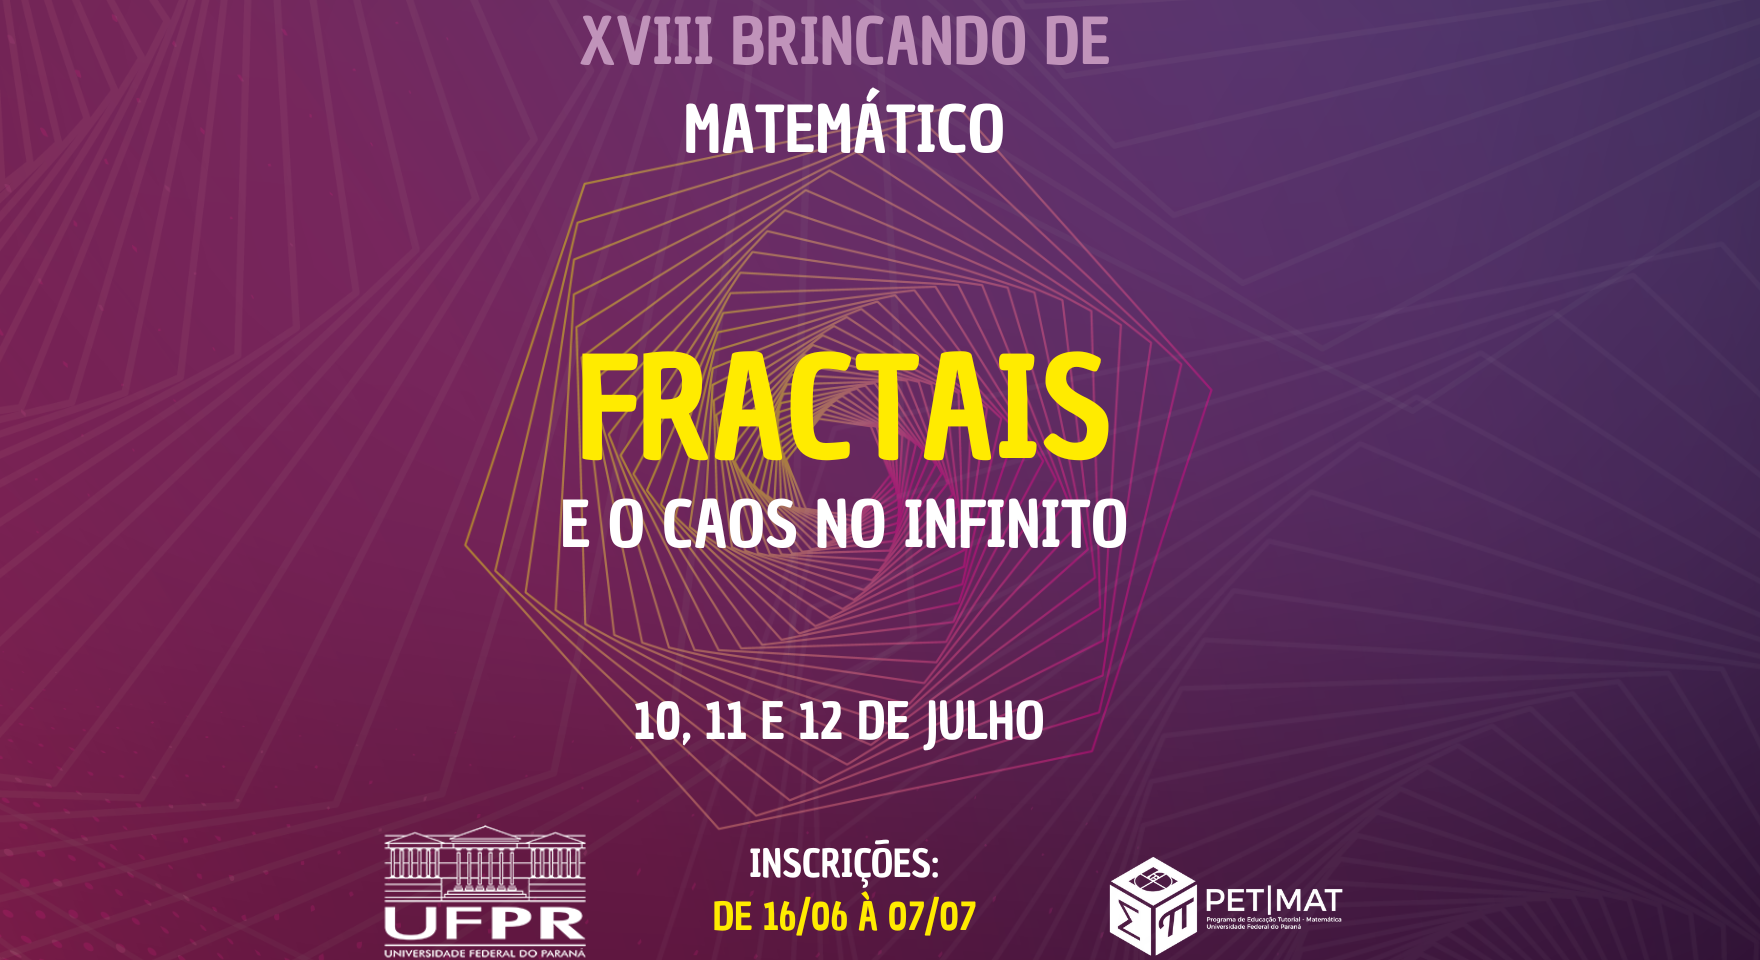 XVIII BRINCANDO DE
MATEMÁTICO
FRACTAIS
E O CAOS NO INFINITO
10, 11 E 12 DE JULHO
INSCRIÇÕES:
DE 16/06 À 07/07
UFPR
UNIVERSIDADE FEDERAL DO PARANÁ
Σ π
PET|MAT
Programa de Educação Tutorial - Matemática
Universidade Federal do Paraná